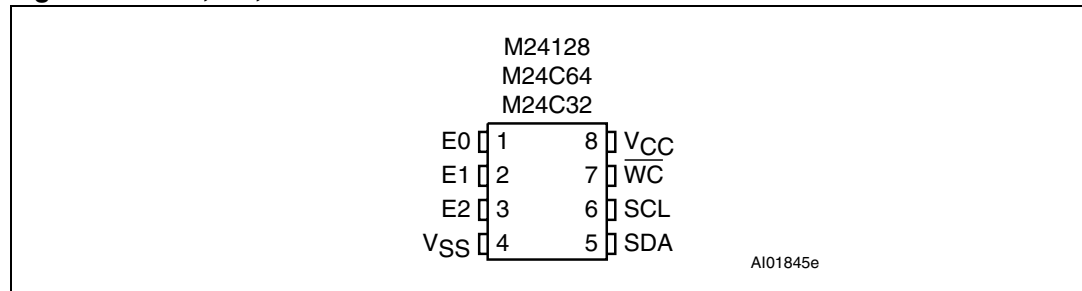 M24128
M24C64
M24C32
E0 1 8 VCC
E1 2 7 WC
E2 3 6 SCL
VSS 4 5 SDA
AI01845e